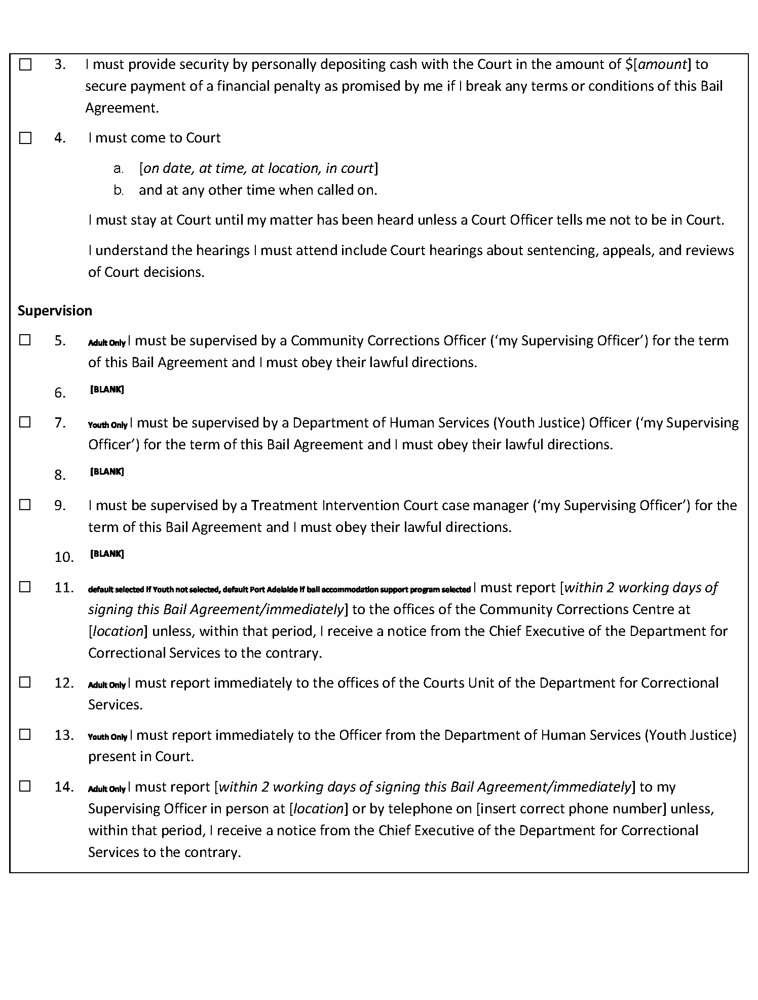 ☐ 3. I must provide security by personally depositing cash with the Court in the amount of $[amount] to
secure payment of a financial penalty as promised by me if I break any terms or conditions of this Bail
Agreement.
☐ 4. I must come to Court
a. [on date, at time, at location, in court]
b. and at any other time when called on.
I must stay at Court until my matter has been heard unless a Court Officer tells me not to be in Court.
I understand the hearings I must attend include Court hearings about sentencing, appeals, and reviews
of Court decisions.
Supervision
☐ 5. Adult Only I must be supervised by a Community Corrections Officer (‘my Supervising Officer’) for the term
of this Bail Agreement and I must obey their lawful directions.
6. [BLANK]
☐ 7. Youth Only I must be supervised by a Department of Human Services (Youth Justice) Officer (‘my Supervising
Officer’) for the term of this Bail Agreement and I must obey their lawful directions.
8. [BLANK]
☐ 9. I must be supervised by a Treatment Intervention Court case manager (‘my Supervising Officer’) for the
term of this Bail Agreement and I must obey their lawful directions.
10. [BLANK]
☐ 11. default selected if Youth not selected, default Port Adelaide if bail accommodation support program selected I must report [within 2 working days of
signing this Bail Agreement/immediately] to the offices of the Community Corrections Centre at
[location] unless, within that period, I receive a notice from the Chief Executive of the Department for
Correctional Services to the contrary.
☐ 12. Adult Only I must report immediately to the offices of the Courts Unit of the Department for Correctional
Services.
☐ 13. Youth Only I must report immediately to the Officer from the Department of Human Services (Youth Justice)
present in Court.
☐ 14. Adult Only I must report [within 2 working days of signing this Bail Agreement/immediately] to my
Supervising Officer in person at [location] or by telephone on [insert correct phone number] unless,
within that period, I receive a notice from the Chief Executive of the Department for Correctional
Services to the contrary.